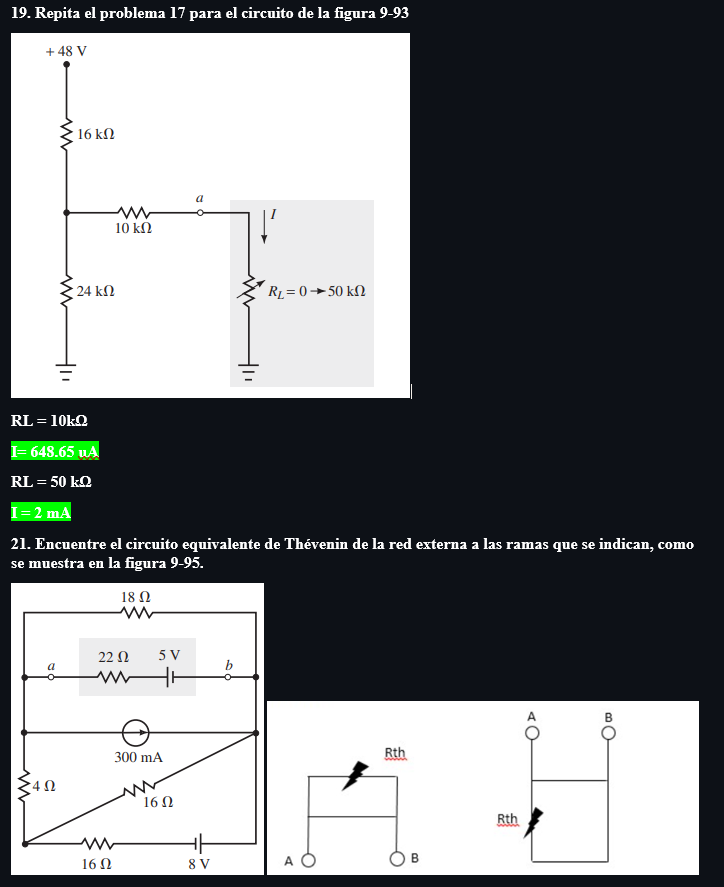 19. Repita el problema 17 para el circuito de la figura 9-93
+ 48 V
16 kΩ
a
I
10 kΩ
24 kΩ
RL = 0 → 50 kΩ
RL = 10kΩ
I= 648.65 uA
RL = 50 kΩ
I = 2 mA
21. Encuentre el circuito equivalente de Thévenin de la red externa a las ramas que se indican, como
se muestra en la figura 9-95.
18 Ω
22 Ω 5 V
a b
300 mA
4 Ω
16 Ω
16 Ω 8 V
Rth
A B
A B
Rth